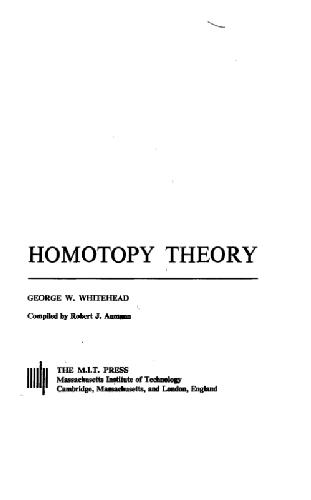 HOMOTOPY THEORY
GEORGE W. WHITEHEAD
Compiled by Robert J. Aumann
THE M.I.T. PRESS
Massachusetts Institute of Technology
Cambridge, Massachusetts, and London, England